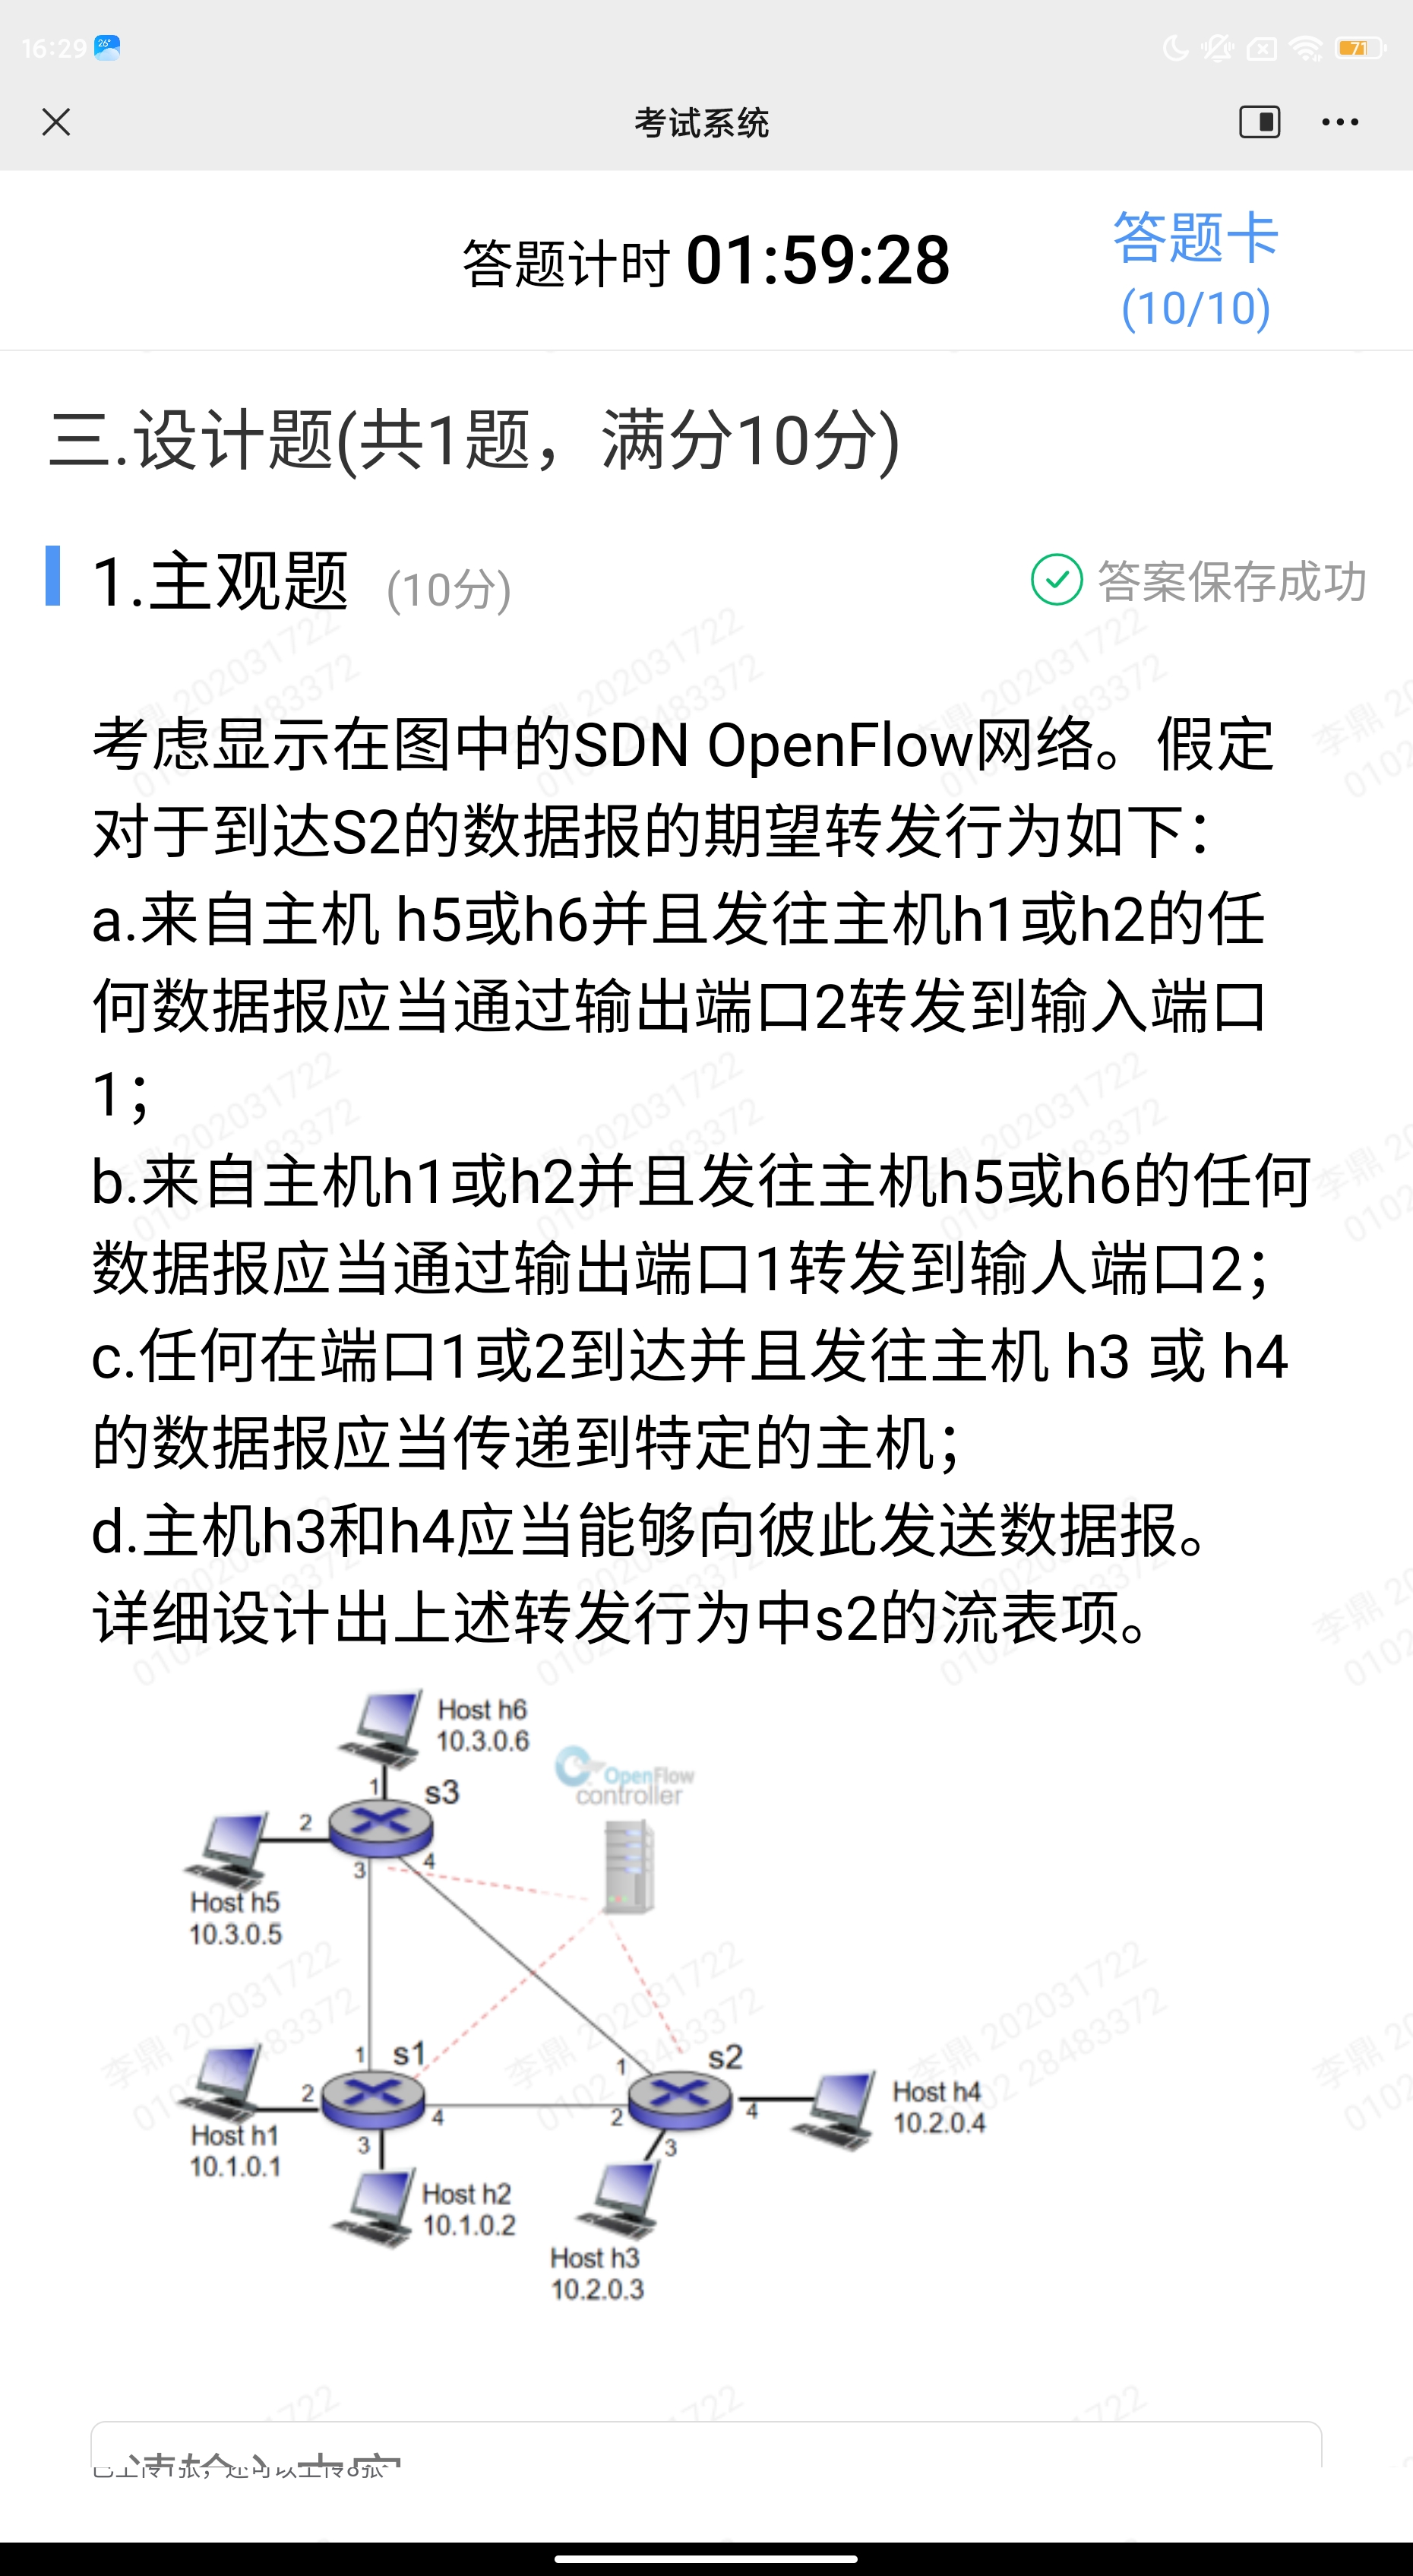 16:29
26°
71
考试系统
答题计时 01:59:28
答题卡
(10/10)
三.设计题(共1题，满分10分)
1.主观题 (10分)
答案保存成功
考虑显示在图中的SDN OpenFlow网络。假定
对于到达S2的数据报的期望转发行为如下：
a.来自主机 h5或h6并且发往主机h1或h2的任
何数据报应当通过输出端口2转发到输入端口
1；
b.来自主机h1或h2并且发往主机h5或h6的任何
数据报应当通过输出端口1转发到输人端口2；
c.任何在端口1或2到达并且发往主机 h3 或 h4
的数据报应当传递到特定的主机；
d.主机h3和h4应当能够向彼此发送数据报。
详细设计出上述转发行为中s2的流表项。
Host h6
10.3.0.6
OpenFlow
controller
1
s3
2
3
4
Host h5
10.3.0.5
1
s1
2
4
3
1
s2
2
4
3
Host h1
10.1.0.1
Host h4
10.2.0.4
Host h2
10.1.0.2
Host h3
10.2.0.3
李鼎 202031722
0102 28483372